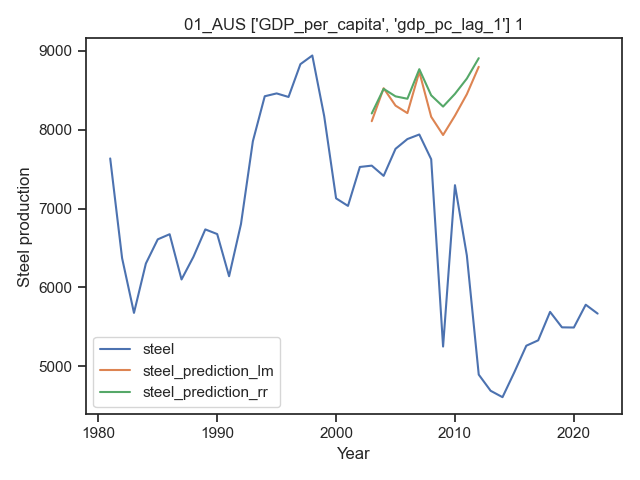 01_AUS ['GDP_per_capita', 'gdp_pc_lag_1'] 1
9000
8000
7000
6000
5000
Steel production
steel
steel_prediction_lm
steel_prediction_rr
1980
1990
2000
2010
2020
Year